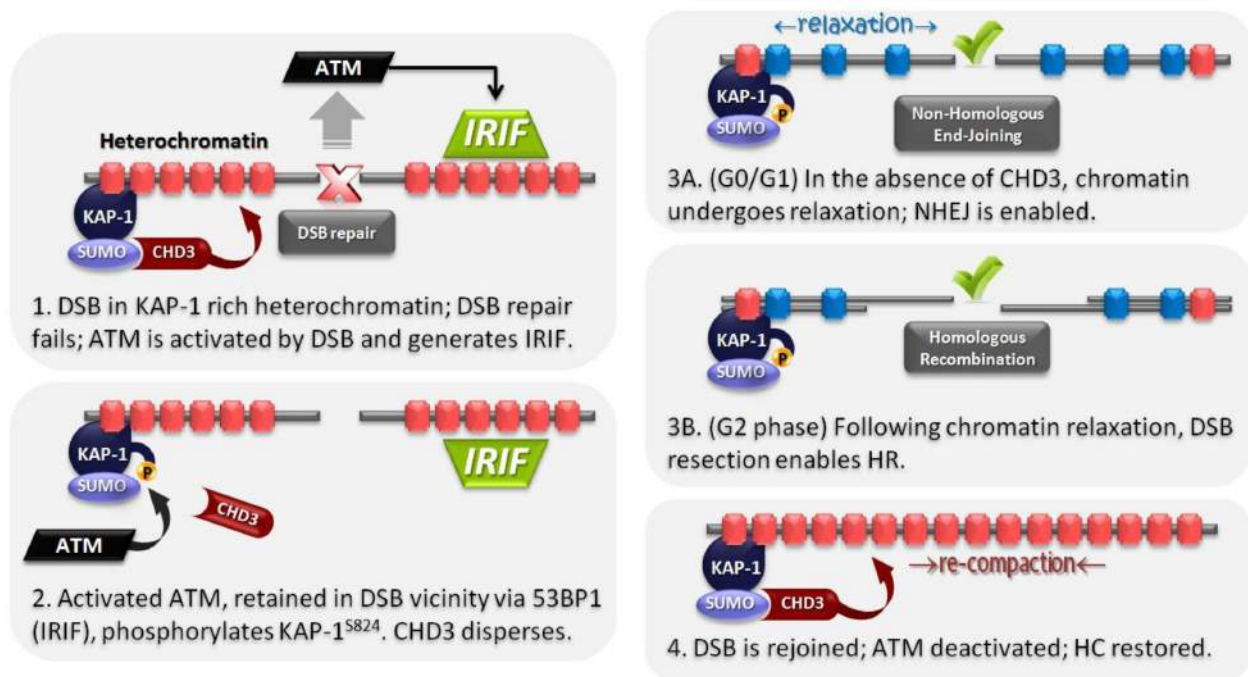 ATM
IRIF
Heterochromatin
X
KAP-1
DSB repair
SUMO
CHD3
1. DSB in KAP-1 rich heterochromatin; DSB repair
fails; ATM is activated by DSB and generates IRIF.
KAP-1
P
IRIF
SUMO
CHD3
ATM
2. Activated ATM, retained in DSB vicinity via 53BP1
(IRIF), phosphorylates KAP-1S824. CHD3 disperses.
←relaxation→
KAP-1
P
SUMO
Non-Homologous
End-Joining
3A. (G0/G1) In the absence of CHD3, chromatin
undergoes relaxation; NHEJ is enabled.
KAP-1
P
SUMO
Homologous
Recombination
3B. (G2 phase) Following chromatin relaxation, DSB
resection enables HR.
KAP-1
→re-compaction←
SUMO
CHD3
4. DSB is rejoined; ATM deactivated; HC restored.